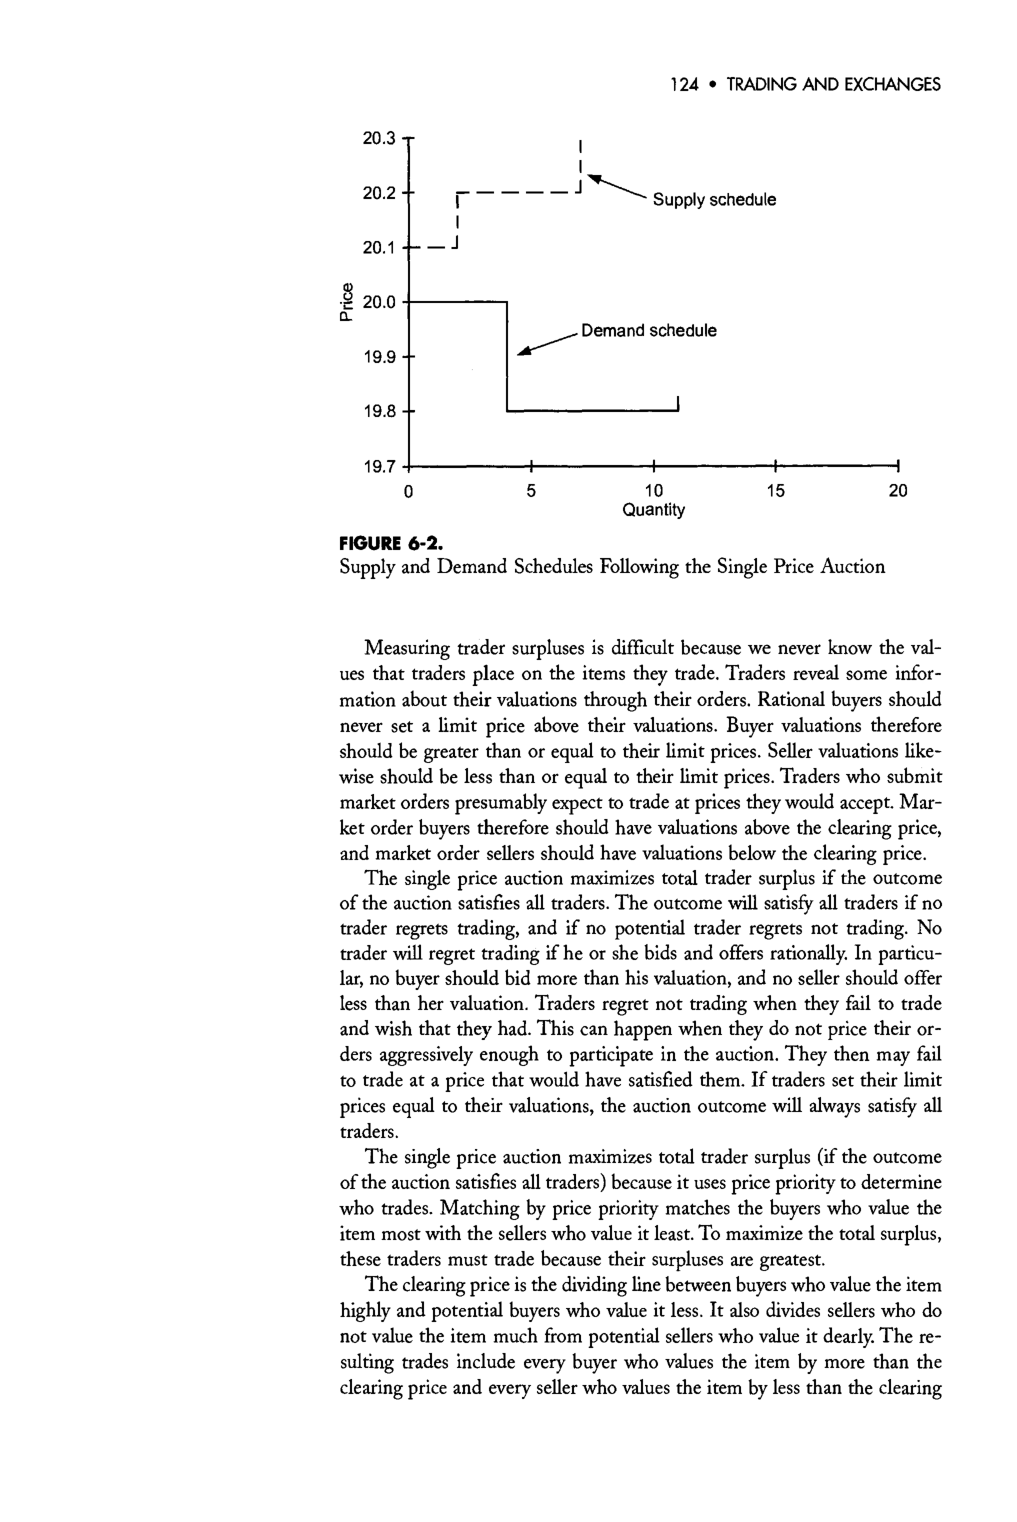 124 • TRADING AND EXCHANGES
20.3
20.2
Supply schedule
20.1
Price
20.0
Demand schedule
19.9
19.8
19.7
0 5 10 15 20
Quantity
FIGURE 6-2.
Supply and Demand Schedules Following the Single Price Auction
Measuring trader surpluses is difficult because we never know the val-
ues that traders place on the items they trade. Traders reveal some infor-
mation about their valuations through their orders. Rational buyers should
never set a limit price above their valuations. Buyer valuations therefore
should be greater than or equal to their limit prices. Seller valuations like-
wise should be less than or equal to their limit prices. Traders who submit
market orders presumably expect to trade at prices they would accept. Mar-
ket order buyers therefore should have valuations above the clearing price,
and market order sellers should have valuations below the clearing price.
The single price auction maximizes total trader surplus if the outcome
of the auction satisfies all traders. The outcome will satisfy all traders if no
trader regrets trading, and if no potential trader regrets not trading. No
trader will regret trading if he or she bids and offers rationally. In particu-
lar, no buyer should bid more than his valuation, and no seller should offer
less than her valuation. Traders regret not trading when they fail to trade
and wish that they had. This can happen when they do not price their or-
ders aggressively enough to participate in the auction. They then may fail
to trade at a price that would have satisfied them. If traders set their limit
prices equal to their valuations, the auction outcome will always satisfy all
traders.
The single price auction maximizes total trader surplus (if the outcome
of the auction satisfies all traders) because it uses price priority to determine
who trades. Matching by price priority matches the buyers who value the
item most with the sellers who value it least. To maximize the total surplus,
these traders must trade because their surpluses are greatest.
The clearing price is the dividing line between buyers who value the item
highly and potential buyers who value it less. It also divides sellers who do
not value the item much from potential sellers who value it dearly. The re-
sulting trades include every buyer who values the item by more than the
clearing price and every seller who values the item by less than the clearing